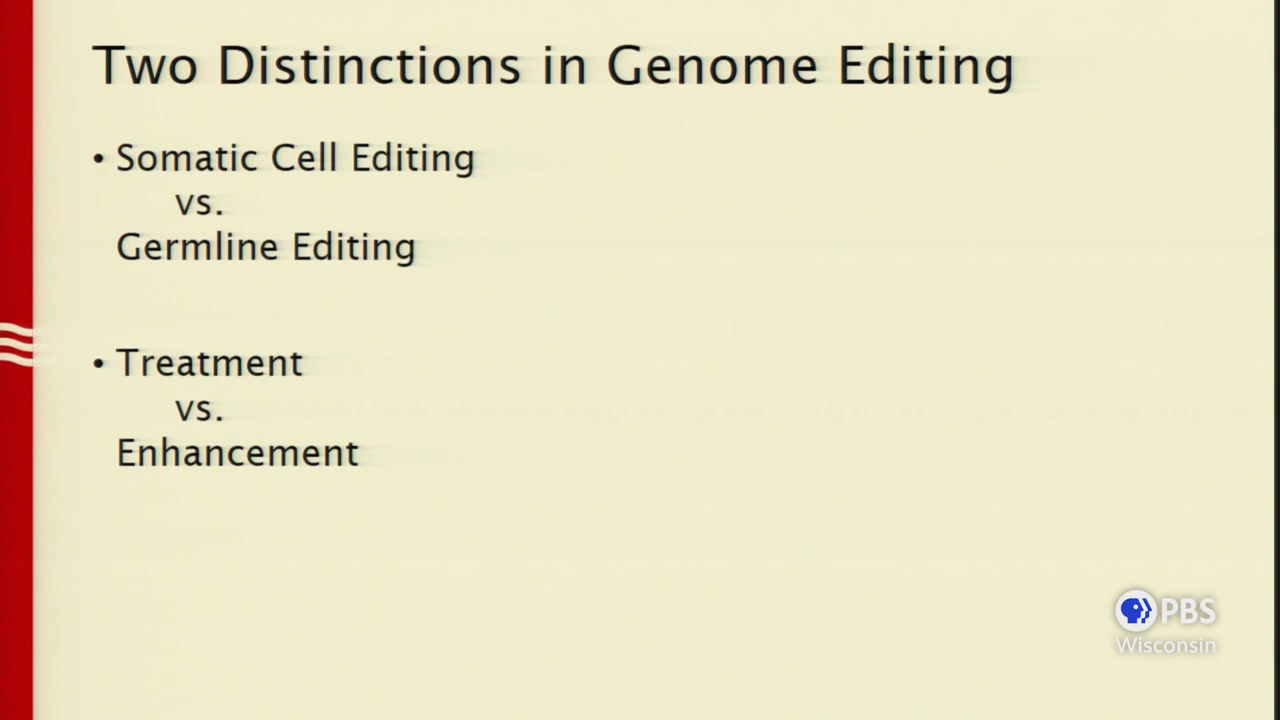 Two Distinctions in Genome Editing
• Somatic Cell Editing
vs.
Germline Editing
• Treatment
vs.
Enhancement
PBS
Wisconsin